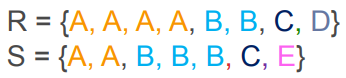 R = {A, A, A, A, B, B, C, D}
S = {A, A, B, B, B, C, E}